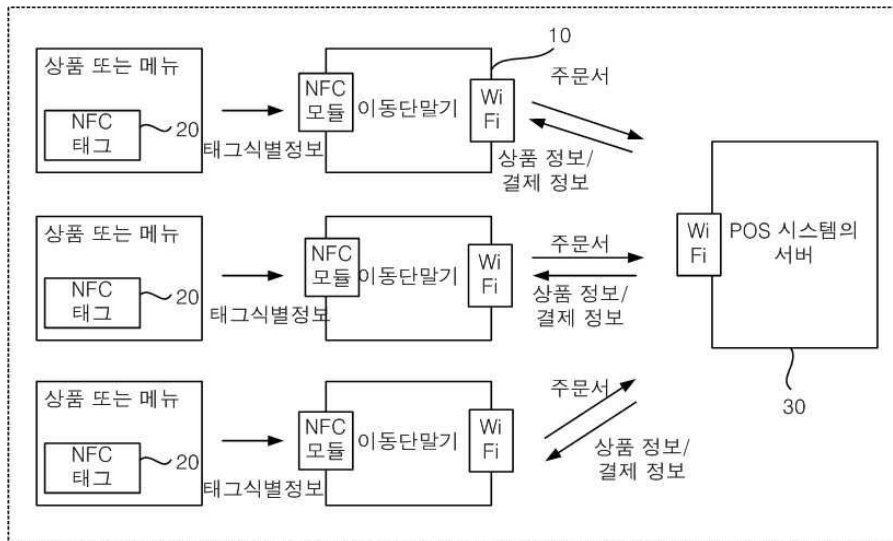 상품 또는 메뉴
NFC
태그
20
태그식별정보
NFC
모듈
이동단말기
Wi
Fi
10
주문서
상품 정보/
결제 정보
상품 또는 메뉴
NFC
태그
20
태그식별정보
NFC
모듈
이동단말기
Wi
Fi
주문서
상품 정보/
결제 정보
상품 또는 메뉴
NFC
태그
20
태그식별정보
NFC
모듈
이동단말기
Wi
Fi
주문서
상품 정보/
결제 정보
Wi
Fi
POS 시스템의
서버
30